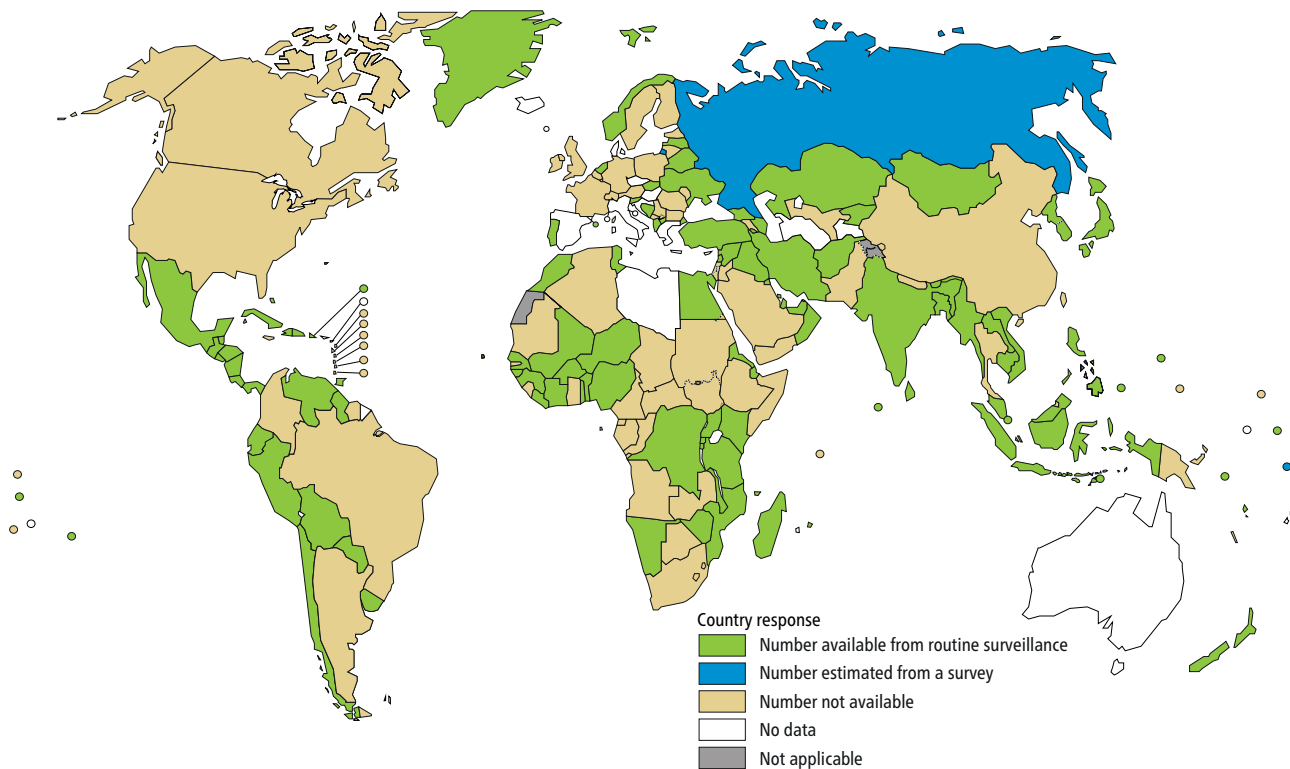 Country response
Number available from routine surveillance
Number estimated from a survey
Number not available
No data
Not applicable